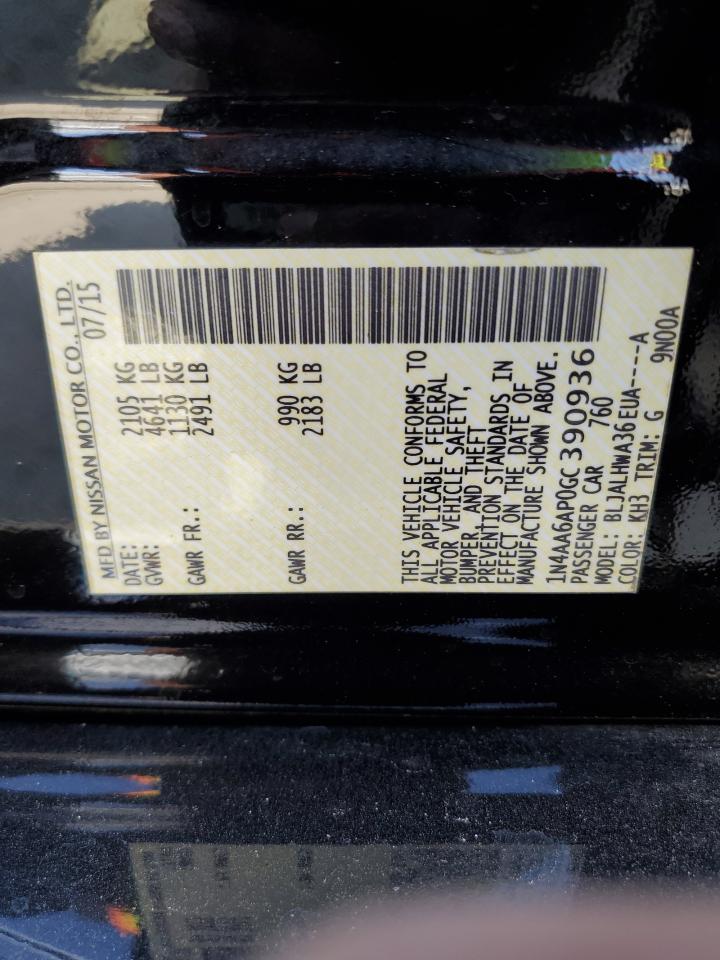 MFD BY NISSAN MOTOR CO., LTD.
DATE: 07/15
GVWR: 2105 KG
4641 LB
GAWR FR.: 1130 KG
2491 LB
GAWR RR.: 990 KG
2183 LB
THIS VEHICLE CONFORMS TO
ALL APPLICABLE FEDERAL
MOTOR VEHICLE SAFETY,
BUMPER, AND THEFT
PREVENTION STANDARDS IN
EFFECT ON THE DATE OF
MANUFACTURE SHOWN ABOVE.
1N4AA6AP0GC390936
PASSENGER CAR 760
MODEL: BLJALHWA36EUA----A
COLOR: KH3 TRIM: G 9N00A